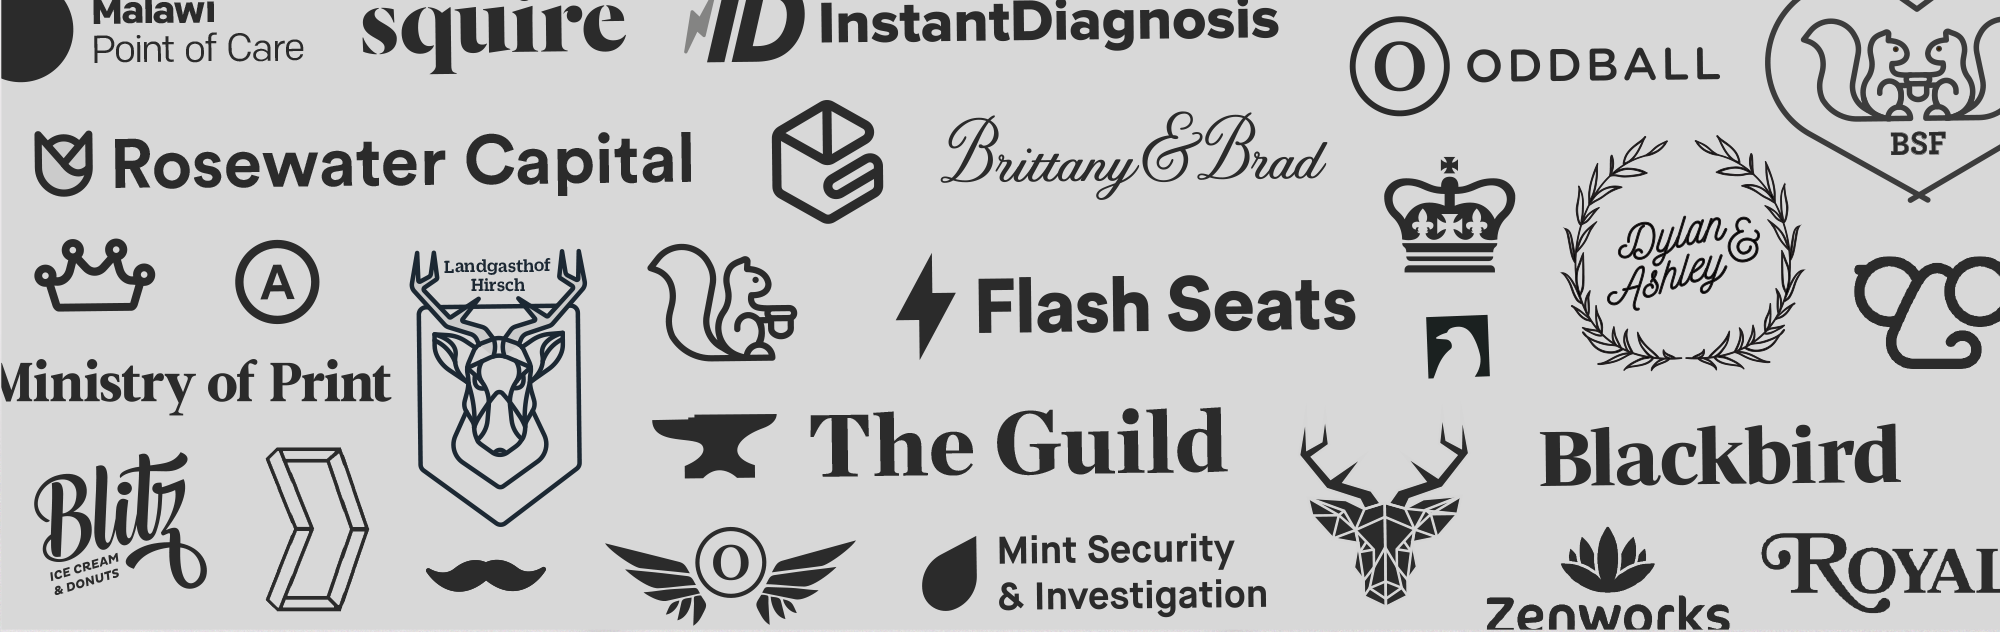 Malawi
Point of Care
squire
ID InstantDiagnosis
O ODDBALL
BSF
Rosewater Capital
Brittany & Brad
Dylan &
Ashley
A
Landgasthof
Hirsch
Flash Seats
Ministry of Print
The Guild
Blackbird
Blitz
ICE CREAM
& DONUTS
O
Mint Security
& Investigation
Zenworks
ROYAL